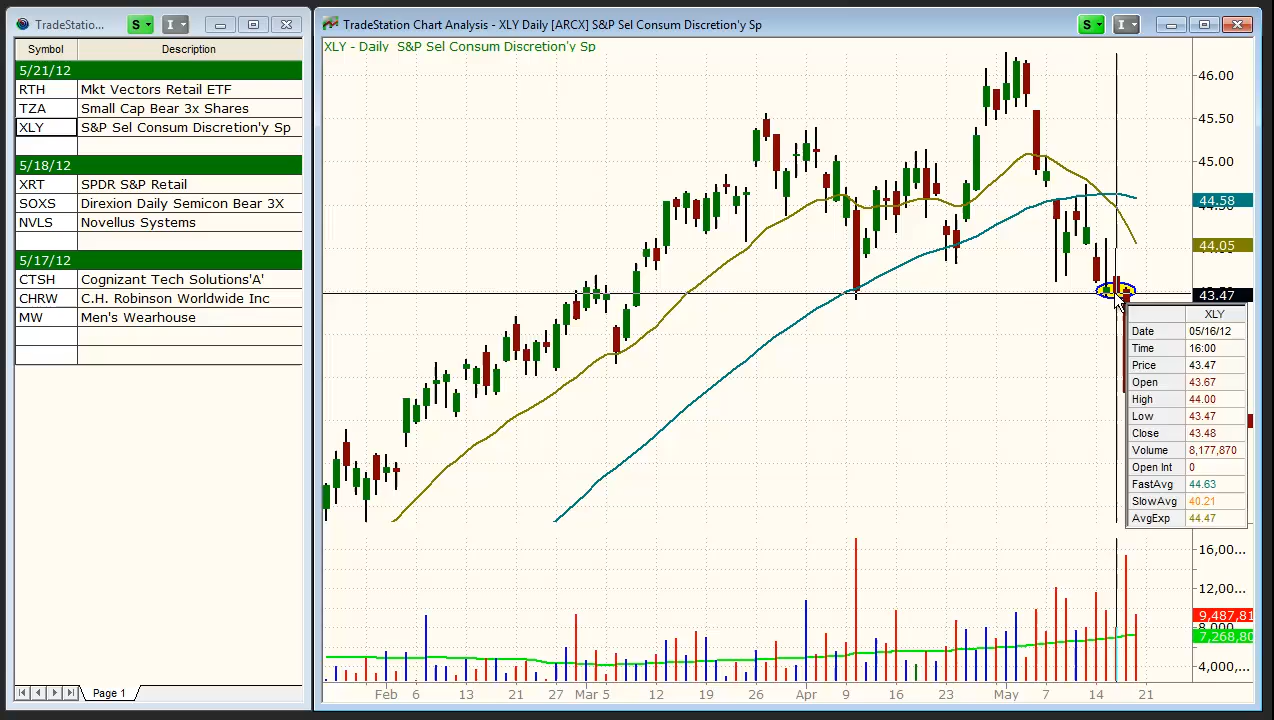 TradeStatio...
S
I
Symbol Description
5/21/12
RTH Mkt Vectors Retail ETF
TZA Small Cap Bear 3x Shares
XLY S&P Sel Consum Discretion'y Sp
5/18/12
XRT SPDR S&P Retail
SOXS Direxion Daily Semicon Bear 3X
NVLS Novellus Systems
5/17/12
CTSH Cognizant Tech Solutions'A'
CHRW C.H. Robinson Worldwide Inc
MW Men's Wearhouse
Page 1
TradeStation Chart Analysis - XLY Daily [ARCX] S&P Sel Consum Discretion'y Sp
S
I
XLY - Daily S&P Sel Consum Discretion'y Sp
46.00
45.50
45.00
44.58
44.05
43.47
XLY
Date 05/16/12
Time 16:00
Price 43.47
Open 43.67
High 44.00
Low 43.47
Close 43.48
Volume 8,177,870
Open Int 0
FastAvg 44.63
SlowAvg 40.21
AvgExp 44.47
16,00...
12,00...
9,487,81
7,268,80
4,000,...
Feb 6 13 21 27 Mar 5 12 19 26 Apr 9 16 23 May 7 14 21